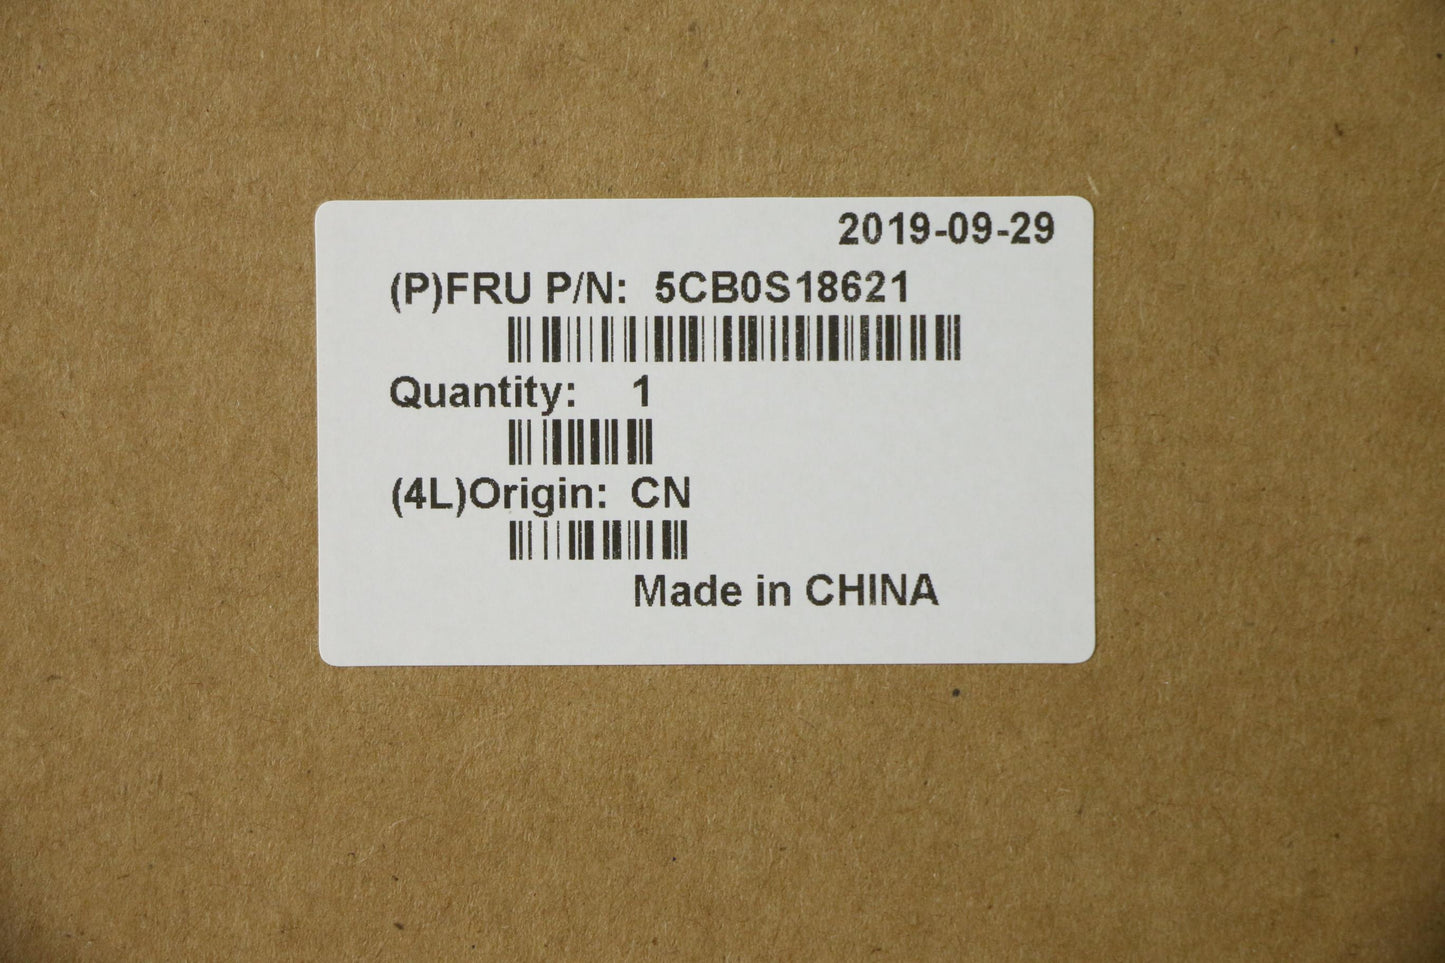 2019-09-29
(P)FRU P/N: 5CB0S18621
Quantity: 1
(4L)Origin: CN
Made in CHINA